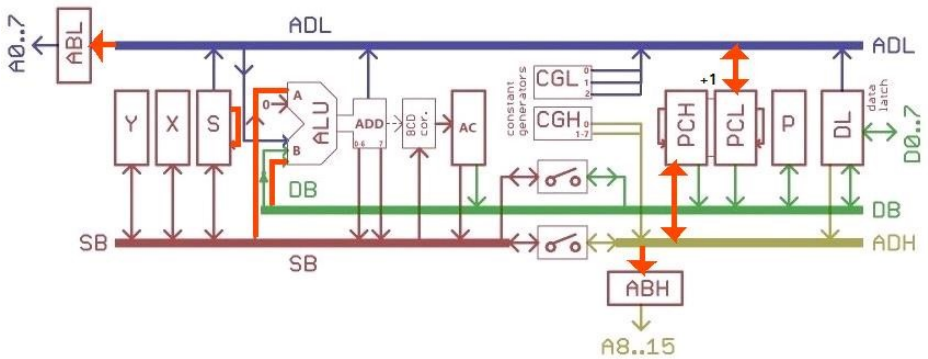 ADL
A0..7
ABL
ADL
Y
X
S
0
A
B
ALU
ADD
0-6 7
BCD
cor.
AC
constant
generators
CGL
0
1
2
CGH
0
1-7
+1
PCH
PCL
P
DL
data
latch
D0..7
DB
DB
SB
SB
ADH
ABH
A8..15